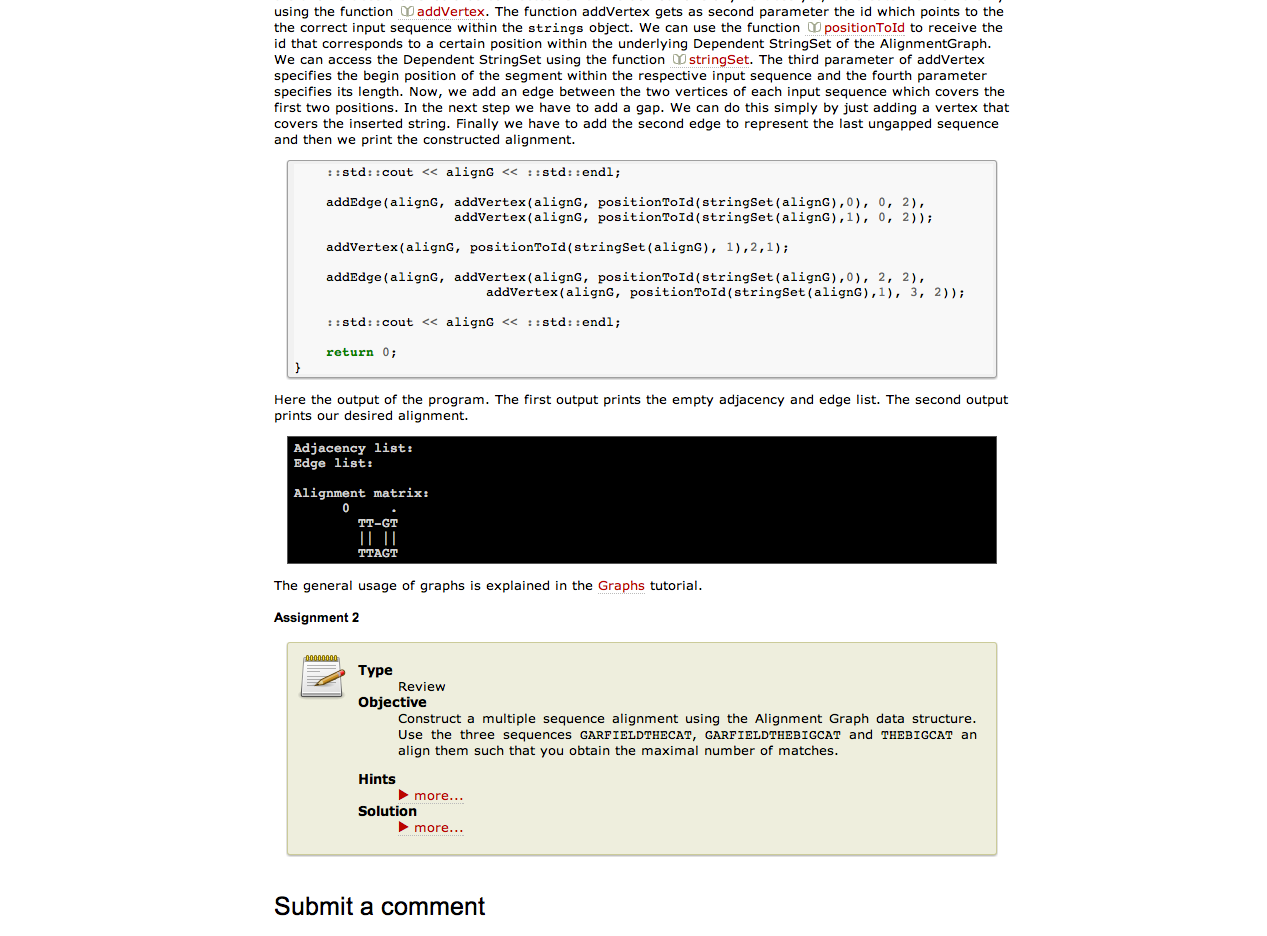 using the function addVertex. The function addVertex gets as second parameter the id which points to the
the correct input sequence within the strings object. We can use the function positionToId to receive the
id that corresponds to a certain position within the underlying Dependent StringSet of the AlignmentGraph.
We can access the Dependent StringSet using the function stringSet. The third parameter of addVertex
specifies the begin position of the segment within the respective input sequence and the fourth parameter
specifies its length. Now, we add an edge between the two vertices of each input sequence which covers the
first two positions. In the next step we have to add a gap. We can do this simply by just adding a vertex that
covers the inserted string. Finally we have to add the second edge to represent the last ungapped sequence
and then we print the constructed alignment.
::std::cout << alignG << ::std::endl;
addEdge(alignG, addVertex(alignG, positionToId(stringSet(alignG),0), 0, 2),
addVertex(alignG, positionToId(stringSet(alignG),1), 0, 2));
addVertex(alignG, positionToId(stringSet(alignG), 1),2,1);
addEdge(alignG, addVertex(alignG, positionToId(stringSet(alignG),0), 2, 2),
addVertex(alignG, positionToId(stringSet(alignG),1), 3, 2));
::std::cout << alignG << ::std::endl;
return 0;
}
Here the output of the program. The first output prints the empty adjacency and edge list. The second output
prints our desired alignment.
Adjacency list:
Edge list:
Alignment matrix:
0 .
TT-GT
|| ||
TTAGT
The general usage of graphs is explained in the Graphs tutorial.
Assignment 2
Type
Review
Objective
Construct a multiple sequence alignment using the Alignment Graph data structure.
Use the three sequences GARFIELDTHECAT, GARFIELDTHEBIGCAT and THEBIGCAT an
align them such that you obtain the maximal number of matches.
Hints
more...
Solution
more...
Submit a comment